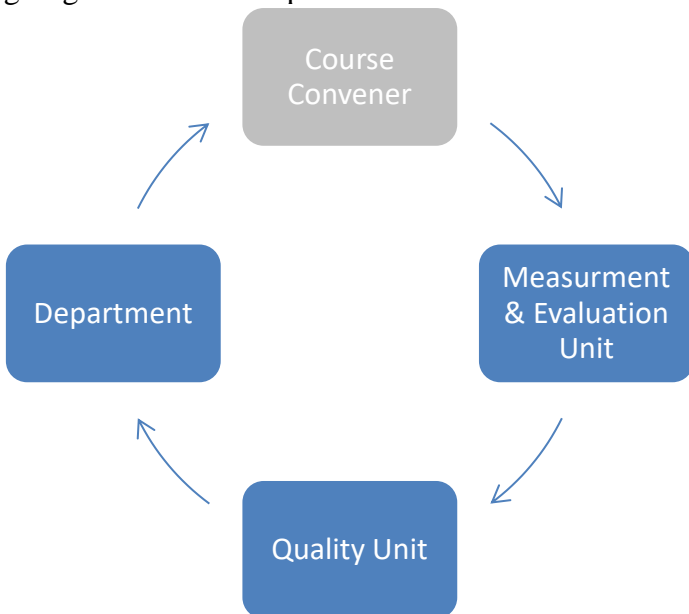 Course
Convener
Measurment
& Evaluation
Unit
Quality Unit
Department